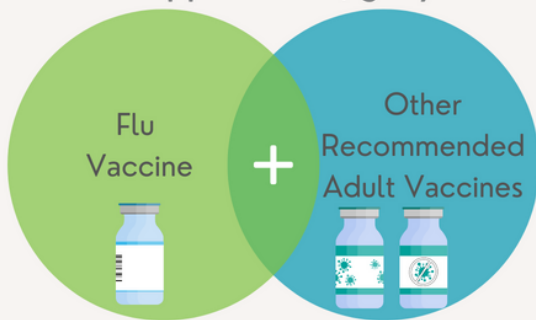 Flu
Vaccine
+
Other
Recommended
Adult Vaccines